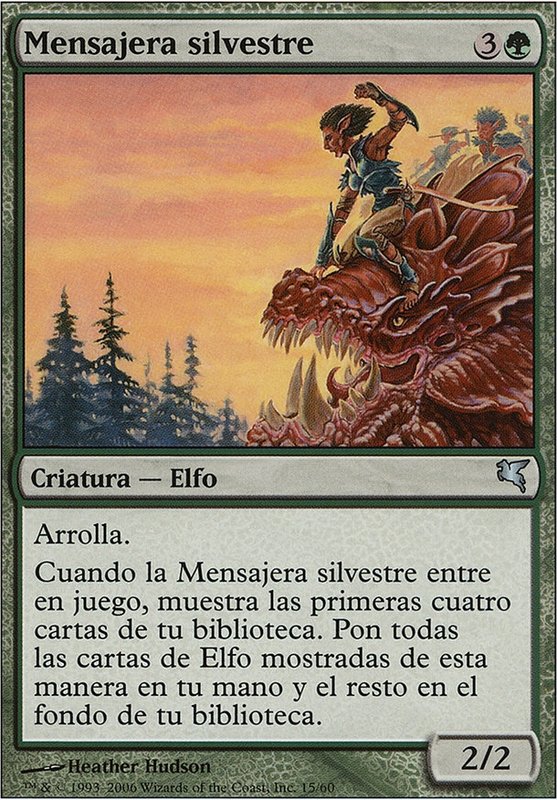 Mensajera silvestre 3
Criatura — Elfo
Arrolla.
Cuando la Mensajera silvestre entre
en juego, muestra las primeras cuatro
cartas de tu biblioteca. Pon todas
las cartas de Elfo mostradas de esta
manera en tu mano y el resto en el
fondo de tu biblioteca.
2/2
Heather Hudson
™ & © 1993–2006 Wizards of the Coast, Inc. 15/60